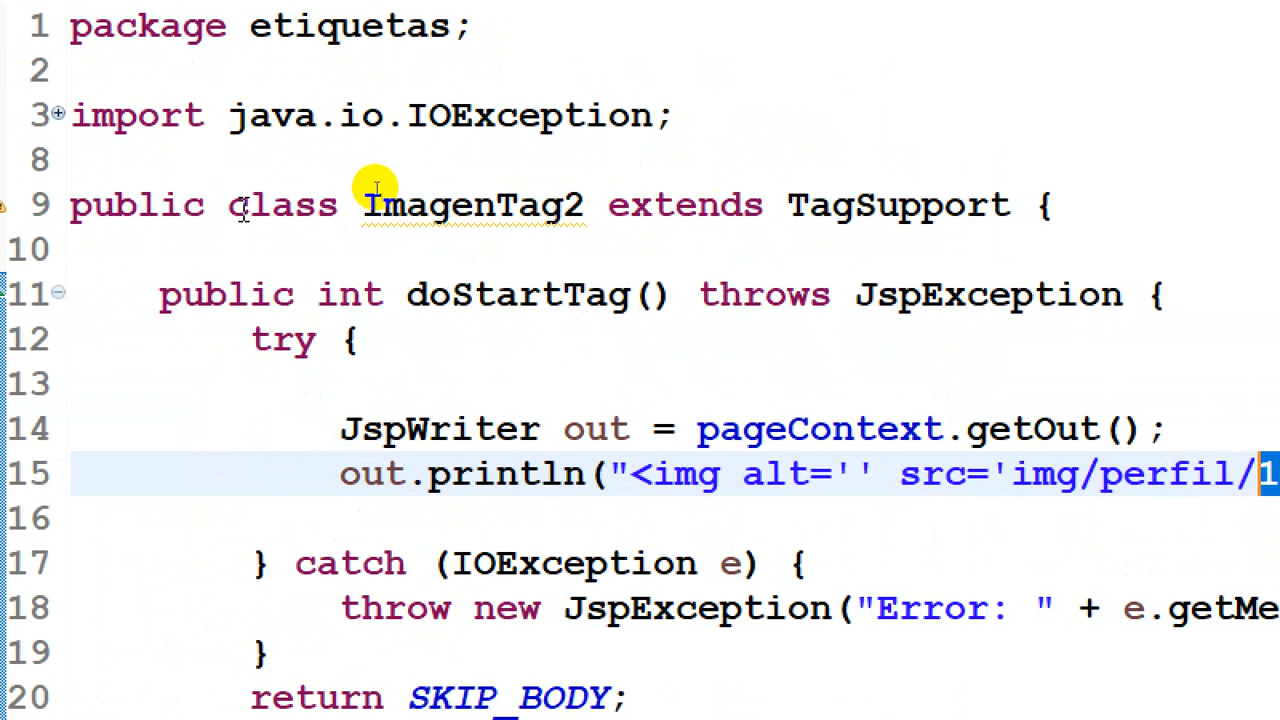 1 package etiquetas;
2
3 import java.io.IOException;
8
9 public class ImagenTag2 extends TagSupport {
10
11 public int doStartTag() throws JspException {
12 try {
13
14 JspWriter out = pageContext.getOut();
15 out.println("<img alt='' src='img/perfil/1
16
17 } catch (IOException e) {
18 throw new JspException("Error: " + e.getMe
19 }
20 return SKIP_BODY;